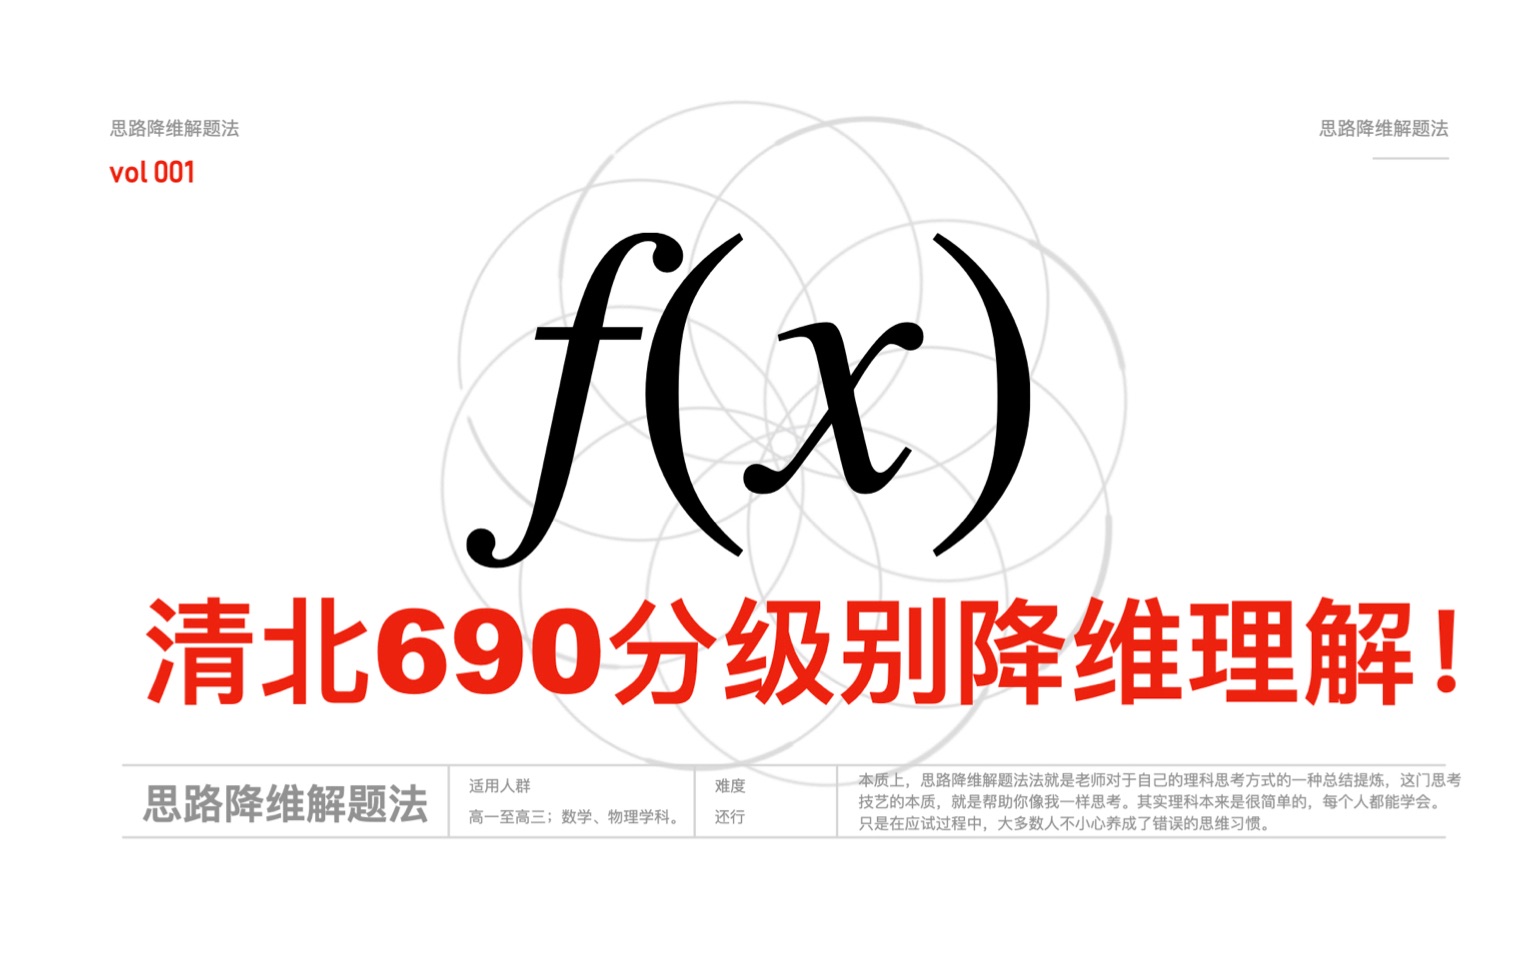 思路降维解题法
思路降维解题法
vol 001
f(x)
清北690分级别降维理解！
思路降维解题法
适用人群
高一至高三；数学、物理学科。
难度
还行
本质上，思路降维解题法法就是老师对于自己的理科思考方式的一种总结提炼，这门思考
技艺的本质，就是帮助你像我一样思考。其实理科本来是很简单的，每个人都能学会。
只是在应试过程中，大多数人不小心养成了错误的思维习惯。